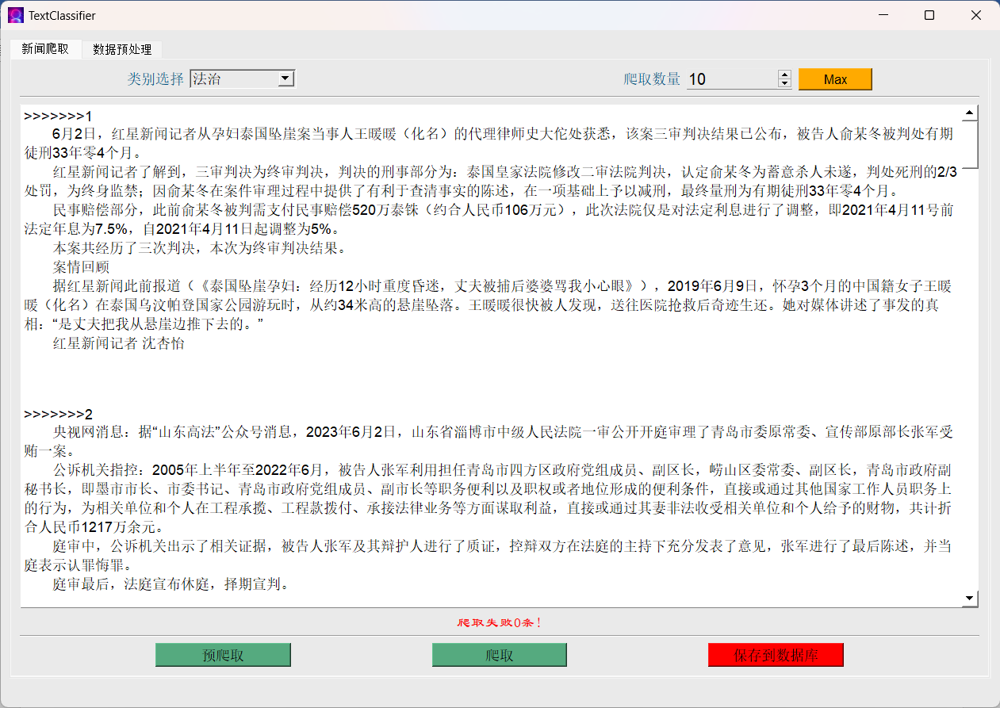 TextClassifier
新闻爬取 数据预处理
类别选择 法治 爬取数量 10 Max
>>>>>>>1
6月2日，红星新闻记者从孕妇泰国坠崖案当事人王暖暖（化名）的代理律师史大佗处获悉，该案三审判决结果已公布，被告人俞某冬被判处有期
徒刑33年零4个月。
红星新闻记者了解到，三审判决为终审判决，判决的刑事部分为：泰国皇家法院修改二审法院判决，认定俞某冬为蓄意杀人未遂，判处死刑的2/3
处罚，为终身监禁；因俞某冬在案件审理过程中提供了有利于查清事实的陈述，在一项基础上予以减刑，最终量刑为有期徒刑33年零4个月。
民事赔偿部分，此前俞某冬被判需支付民事赔偿520万泰铢（约合人民币106万元），此次法院仅是对法定利息进行了调整，即2021年4月11号前
法定年息为7.5%，自2021年4月11日起调整为5%。
本案共经历了三次判决，本次为终审判决结果。
案情回顾
据红星新闻此前报道（《泰国坠崖孕妇：经历12小时重度昏迷，丈夫被捕后婆婆骂我小心眼》），2019年6月9日，怀孕3个月的中国籍女子王暖
暖（化名）在泰国乌汶帕登国家公园游玩时，从约34米高的悬崖坠落。王暖暖很快被人发现，送往医院抢救后奇迹生还。她对媒体讲述了事发的真
相：“是丈夫把我从悬崖边推下去的。”
红星新闻记者 沈杏怡
>>>>>>>2
央视网消息：据“山东高法”公众号消息，2023年6月2日，山东省淄博市中级人民法院一审公开开庭审理了青岛市委原常委、宣传部原部长张军受
贿一案。
公诉机关指控：2005年上半年至2022年6月，被告人张军利用担任青岛市四方区政府党组成员、副区长，崂山区委常委、副区长，青岛市政府副
秘书长，即墨市市长、市委书记、青岛市政府党组成员、副市长等职务便利以及职权或者地位形成的便利条件，直接或通过其他国家工作人员职务上
的行为，为相关单位和个人在工程承揽、工程款拨付、承接法律业务等方面谋取利益，直接或通过其妻非法收受相关单位和个人给予的财物，共计折
合人民币1217万余元。
庭审中，公诉机关出示了相关证据，被告人张军及其辩护人进行了质证，控辩双方在法庭的主持下充分发表了意见，张军进行了最后陈述，并当
庭表示认罪悔罪。
庭审最后，法庭宣布休庭，择期宣判。
爬取失败0条！
预爬取 爬取 保存到数据库